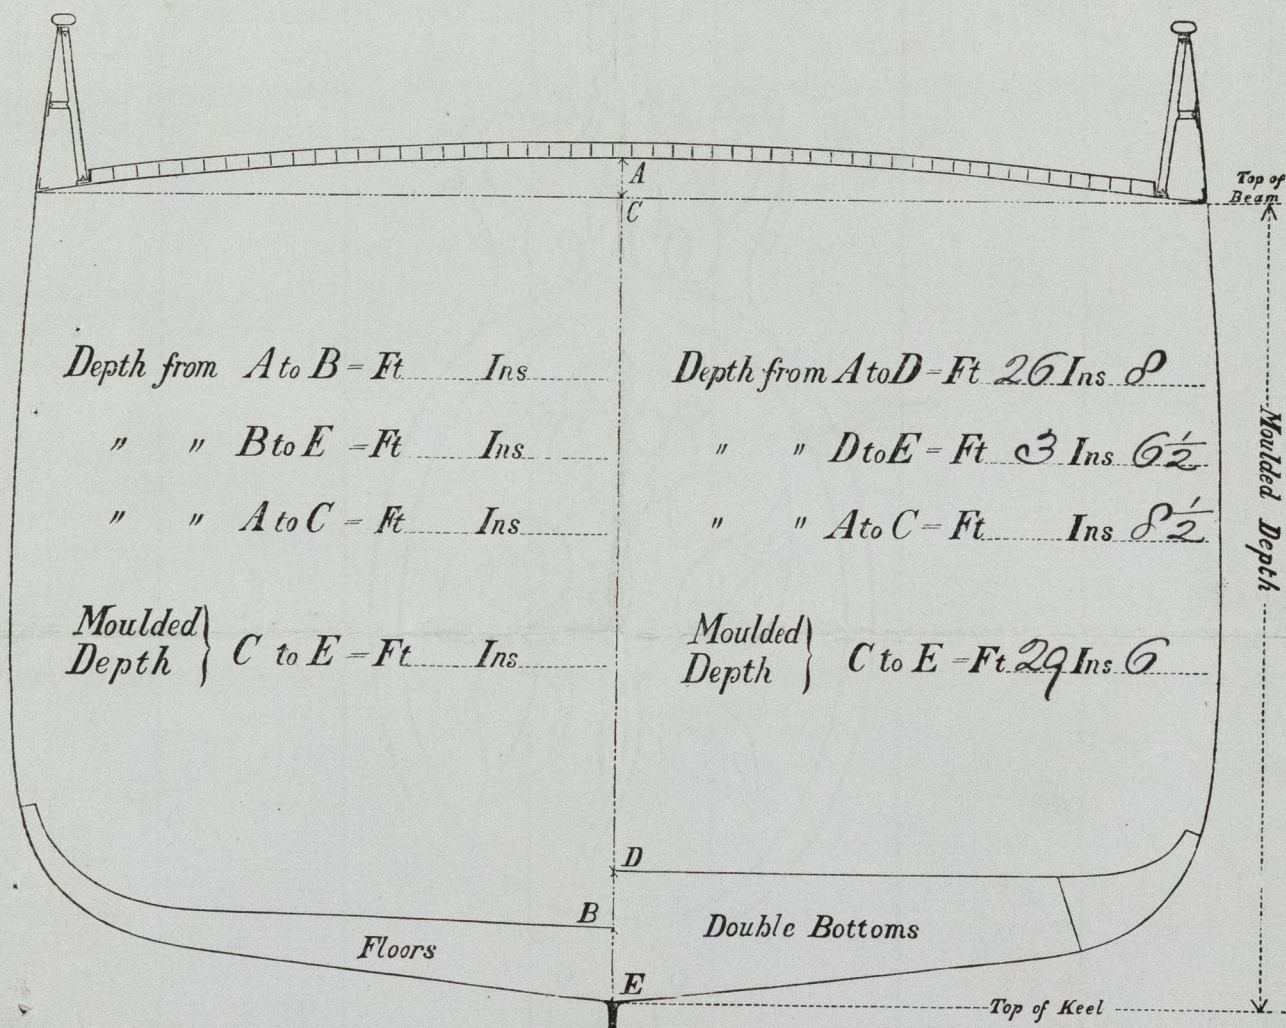 A
C
Top of
Beam
Depth from A to B = Ft Ins
" " B to E = Ft Ins
" " A to C = Ft Ins
Moulded
Depth } C to E = Ft Ins
Depth from A to D = Ft 26 Ins 8
" " D to E = Ft 3 Ins 6½
" " A to C = Ft Ins 8½
Moulded
Depth } C to E = Ft 29 Ins 6
Moulded Depth
D
B
Floors
Double Bottoms
E
Top of Keel